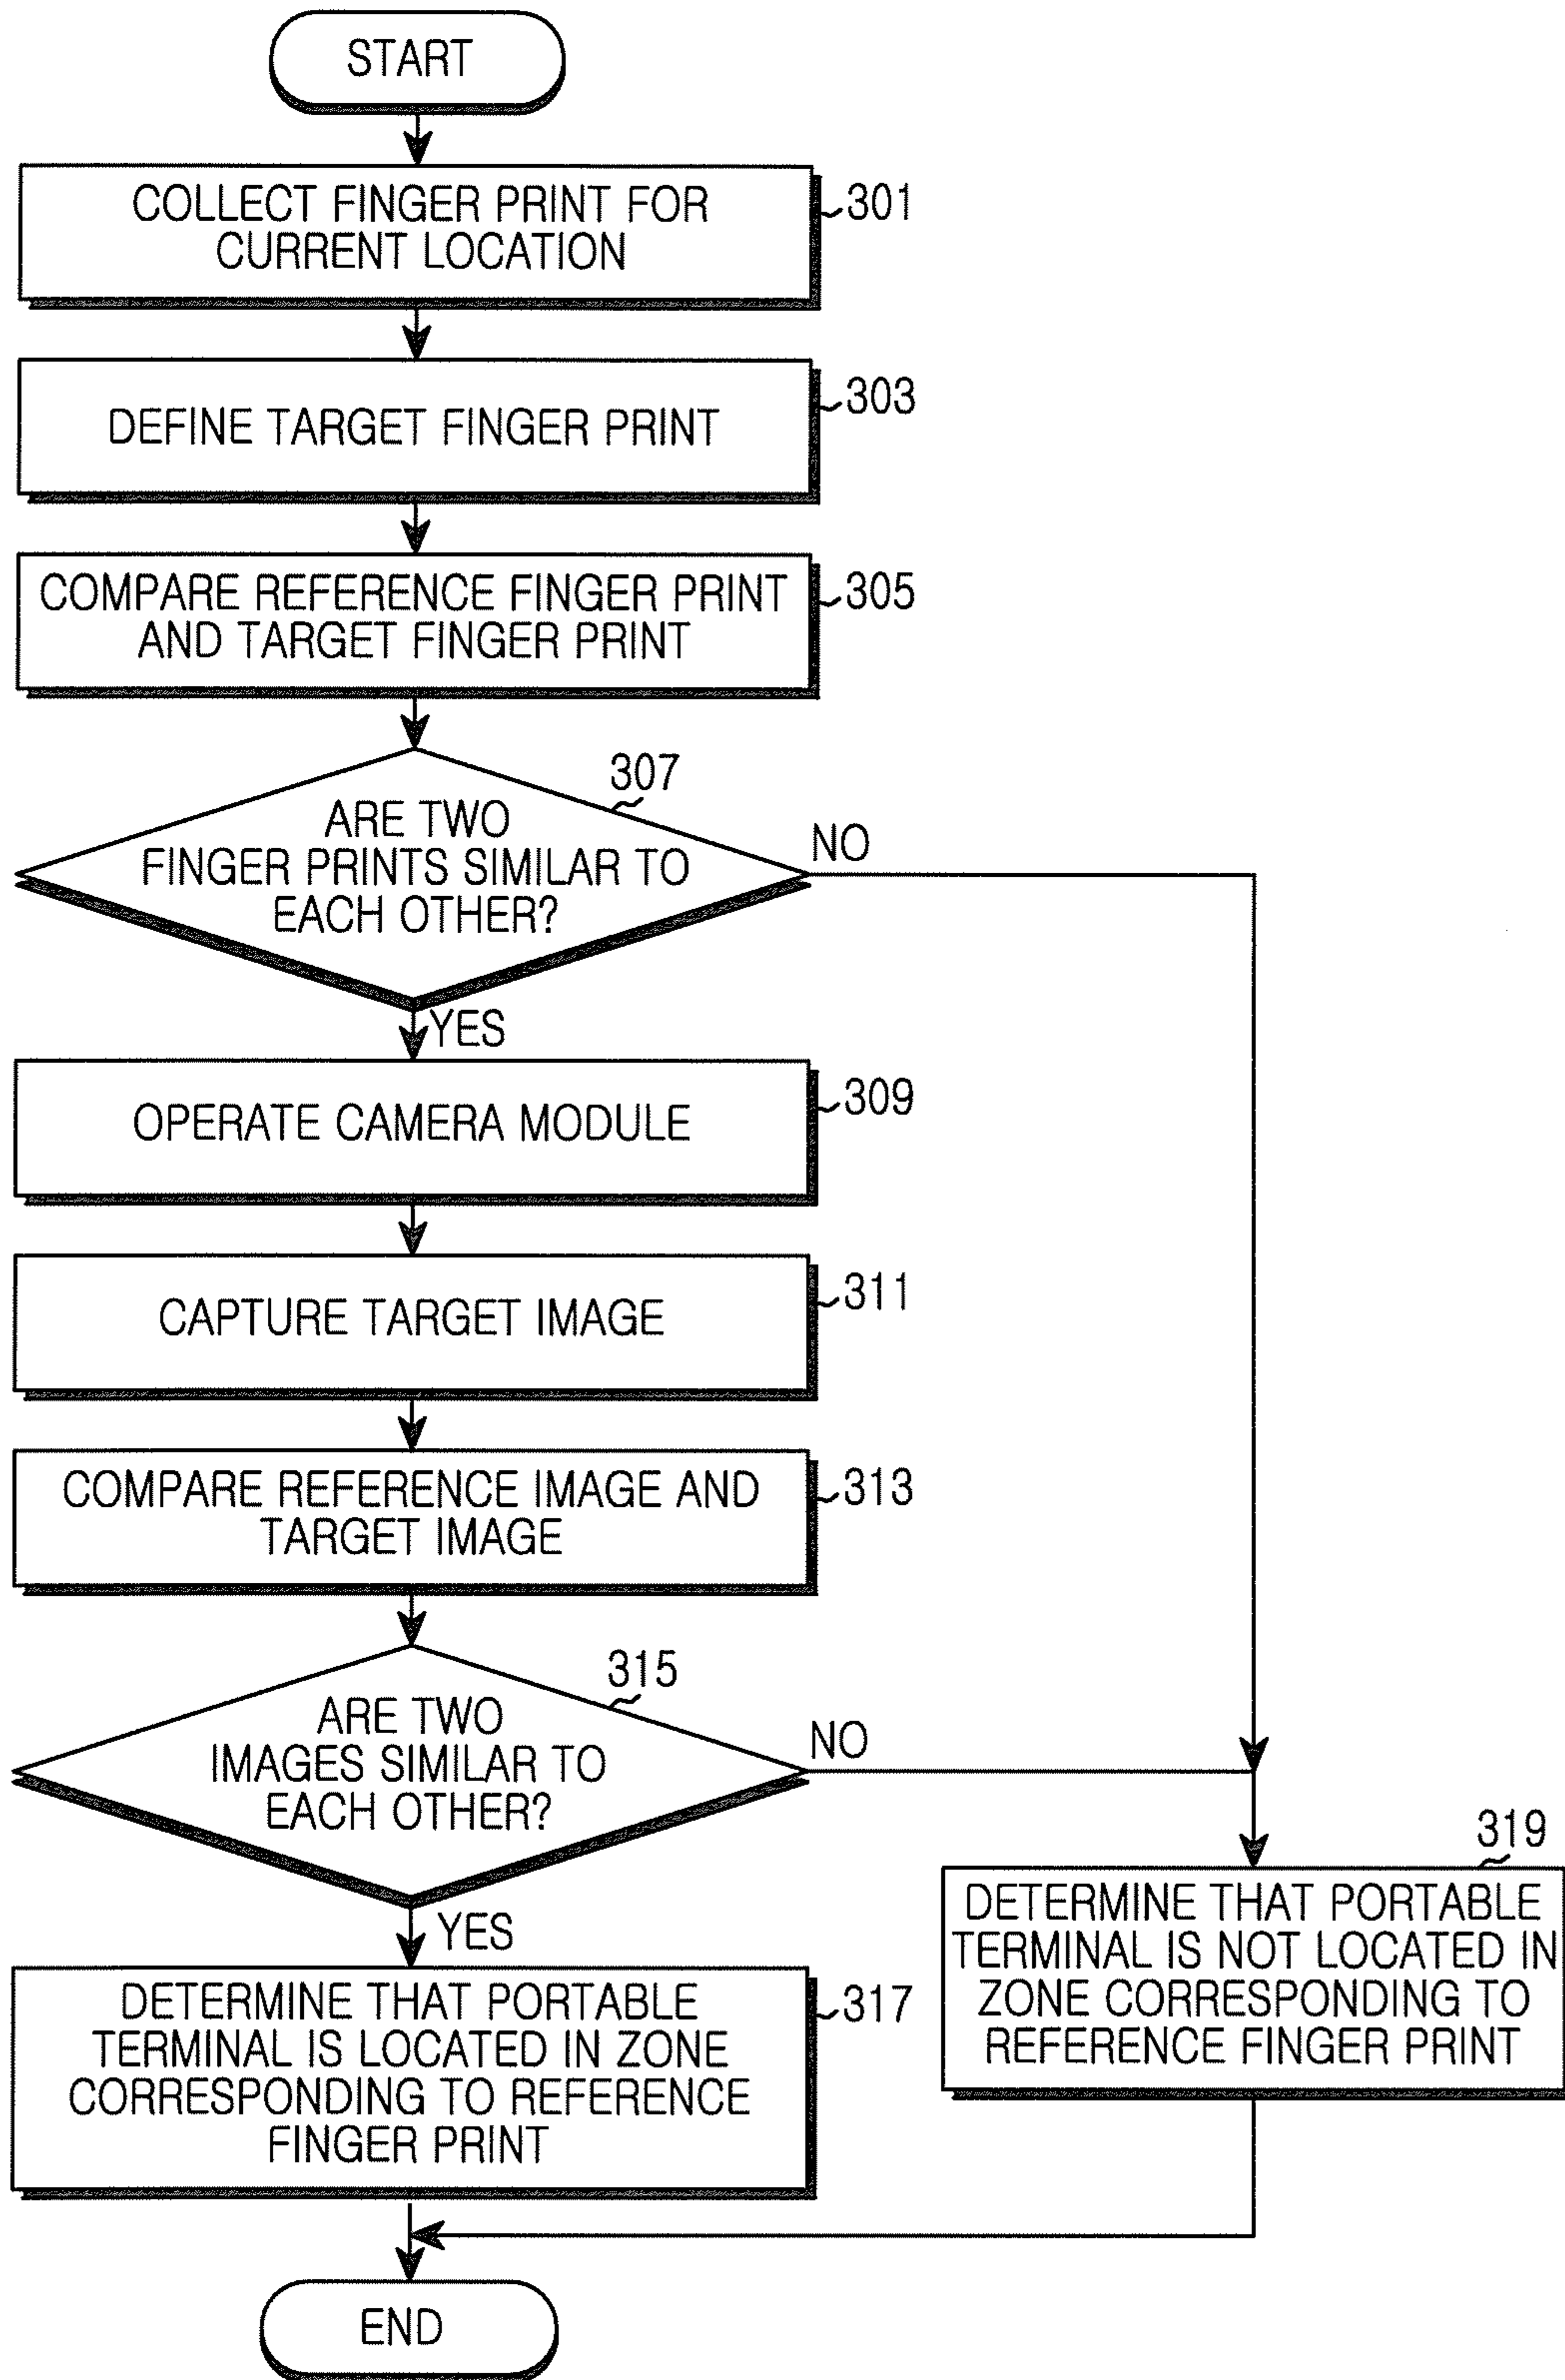 START
COLLECT FINGER PRINT FOR
CURRENT LOCATION
301
DEFINE TARGET FINGER PRINT
303
COMPARE REFERENCE FINGER PRINT
AND TARGET FINGER PRINT
305
307
ARE TWO
FINGER PRINTS SIMILAR TO
EACH OTHER?
NO
YES
OPERATE CAMERA MODULE
309
CAPTURE TARGET IMAGE
311
COMPARE REFERENCE IMAGE AND
TARGET IMAGE
313
315
ARE TWO
IMAGES SIMILAR TO
EACH OTHER?
NO
YES
319
DETERMINE THAT PORTABLE
TERMINAL IS NOT LOCATED IN
ZONE CORRESPONDING TO
REFERENCE FINGER PRINT
DETERMINE THAT PORTABLE
TERMINAL IS LOCATED IN ZONE
CORRESPONDING TO REFERENCE
FINGER PRINT
317
END